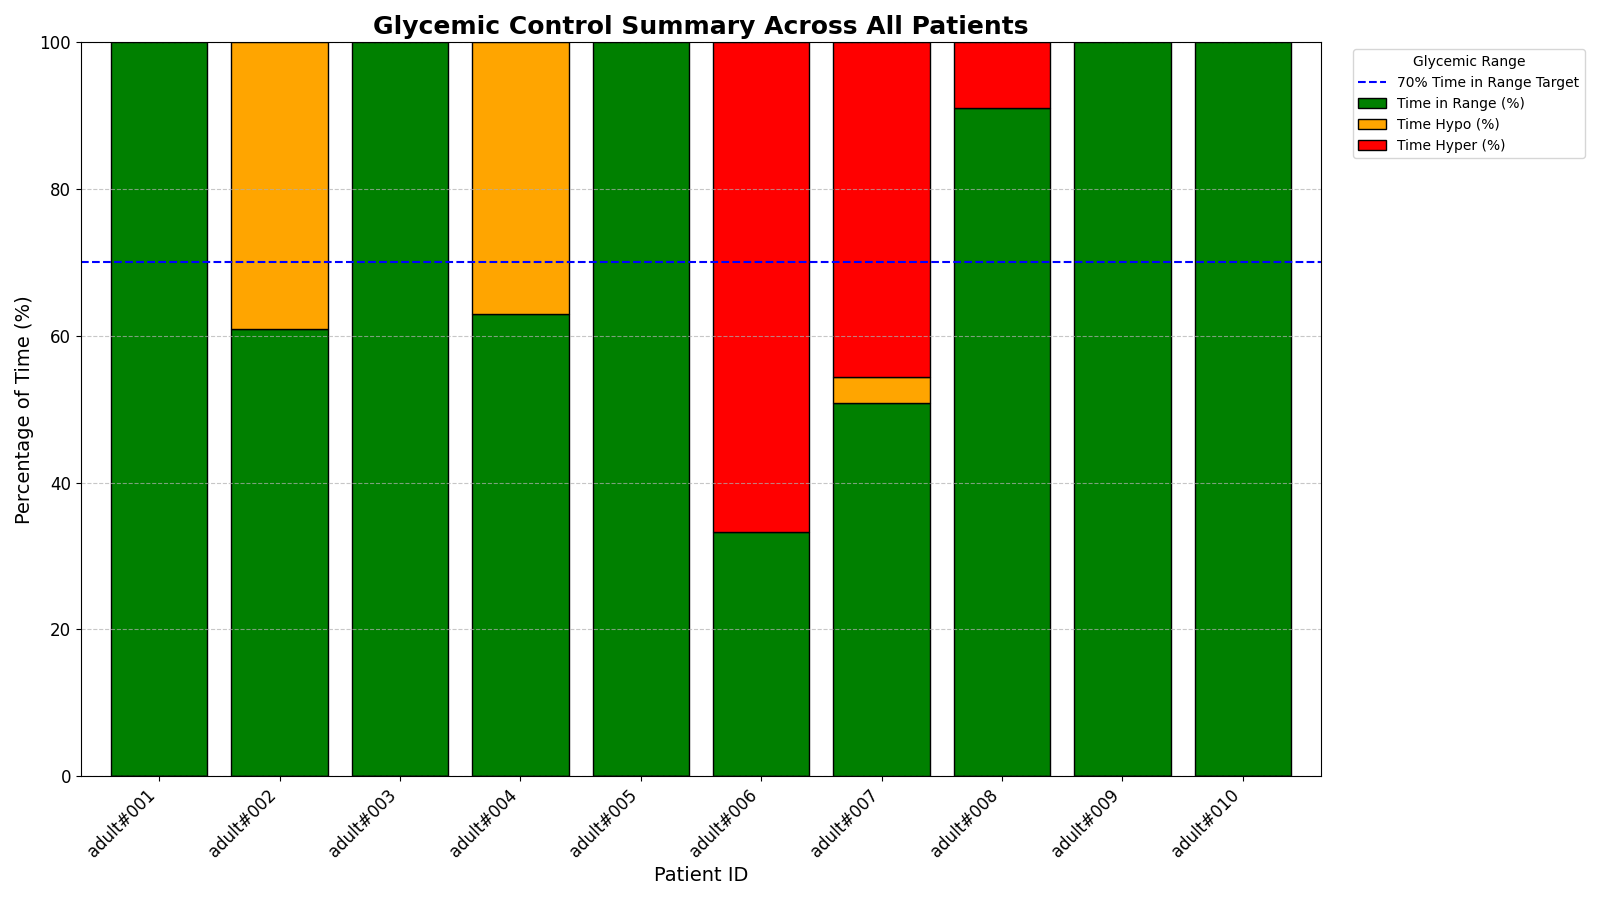 Glycemic Control Summary Across All Patients
Glycemic Range
70% Time in Range Target
Time in Range (%)
Time Hypo (%)
Time Hyper (%)
Percentage of Time (%)
100
80
60
40
20
0
adult#001
adult#002
adult#003
adult#004
adult#005
adult#006
adult#007
adult#008
adult#009
adult#010
Patient ID